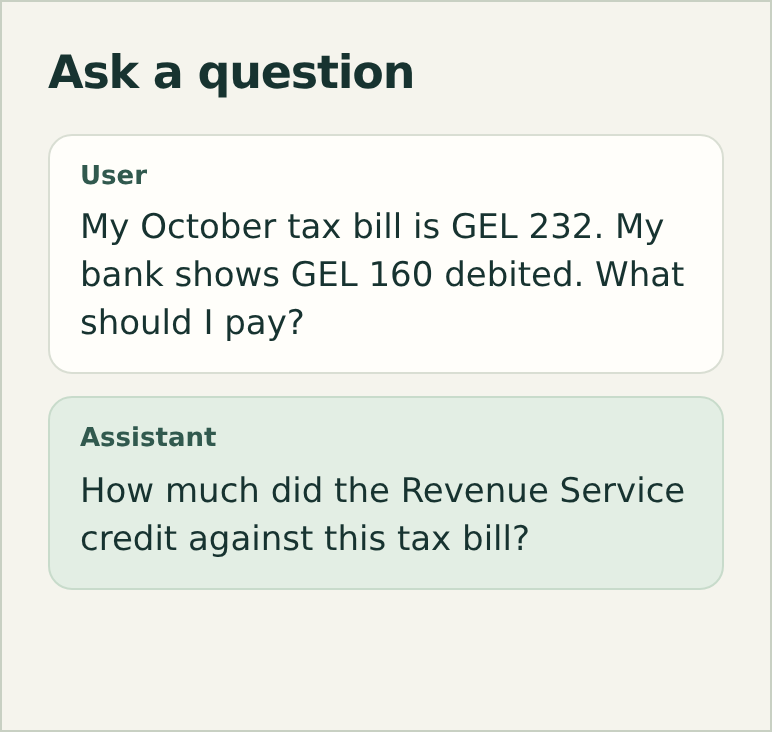 Ask a question
User
My October tax bill is GEL 232. My
bank shows GEL 160 debited. What
should I pay?
Assistant
How much did the Revenue Service
credit against this tax bill?